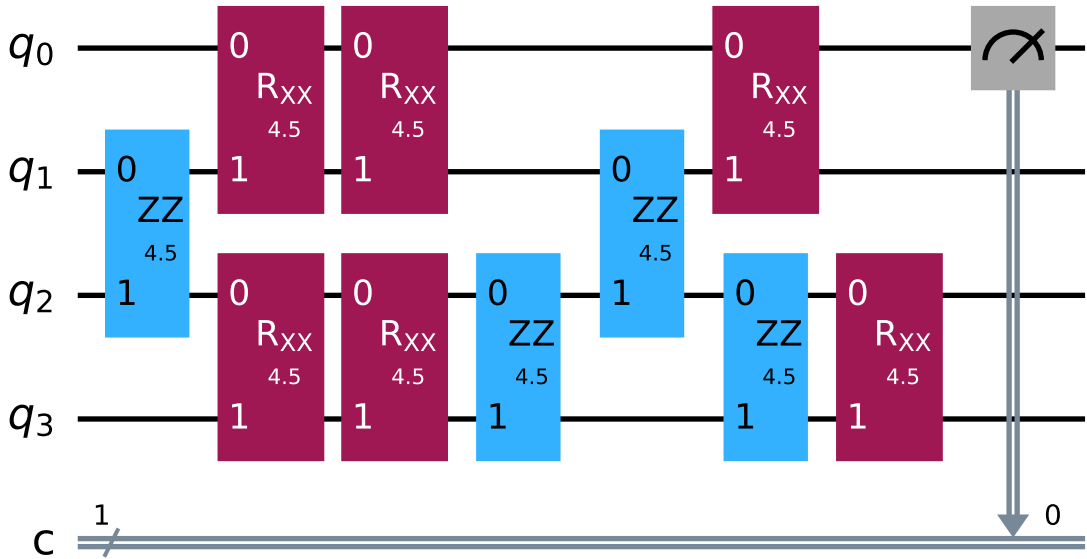 q0
0 0 0
RXX RXX RXX
4.5 4.5 4.5
q1
0 1 1 0 1
ZZ ZZ
4.5 4.5
q2
1 0 0 0 1 0 0
RXX RXX ZZ ZZ RXX
4.5 4.5 4.5 4.5 4.5
q3
1 1 1 1 1
1 0
c